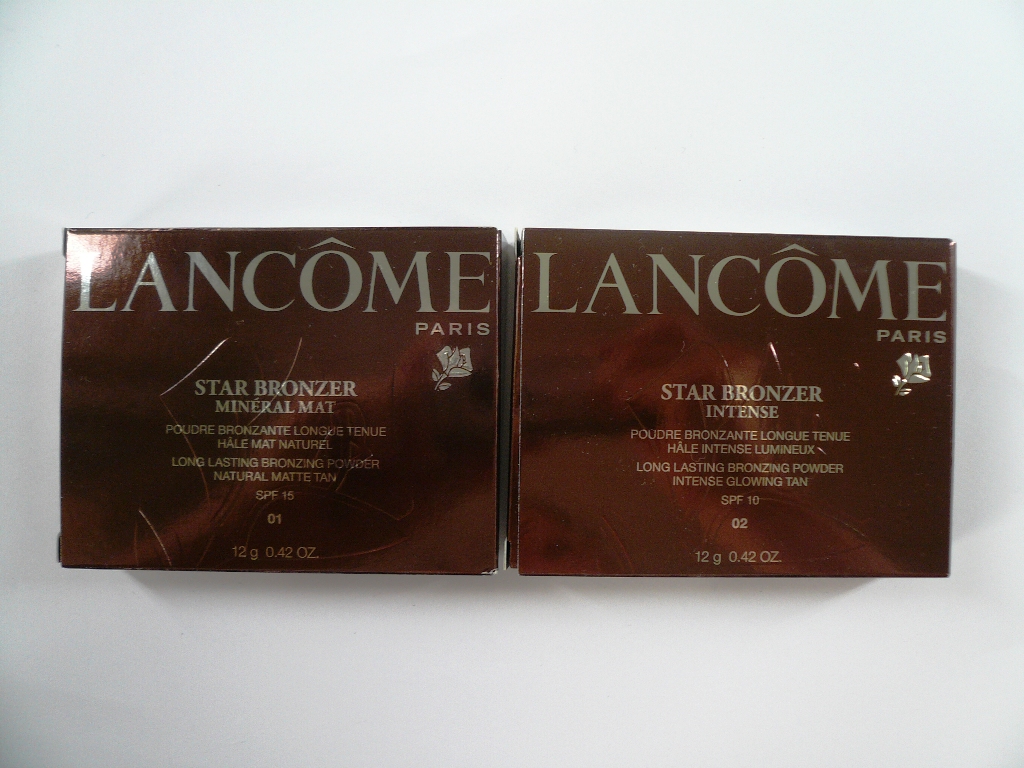 LANCÔME
PARIS
STAR BRONZER
MINÉRAL MAT
POUDRE BRONZANTE LONGUE TENUE
HÂLE MAT NATUREL
LONG LASTING BRONZING POWDER
NATURAL MATTE TAN
SPF 15
01
12 g 0.42 OZ.
LANCÔME
PARIS
STAR BRONZER
INTENSE
POUDRE BRONZANTE LONGUE TENUE
HÂLE INTENSE LUMINEUX
LONG LASTING BRONZING POWDER
INTENSE GLOWING TAN
SPF 10
02
12 g 0.42 OZ.